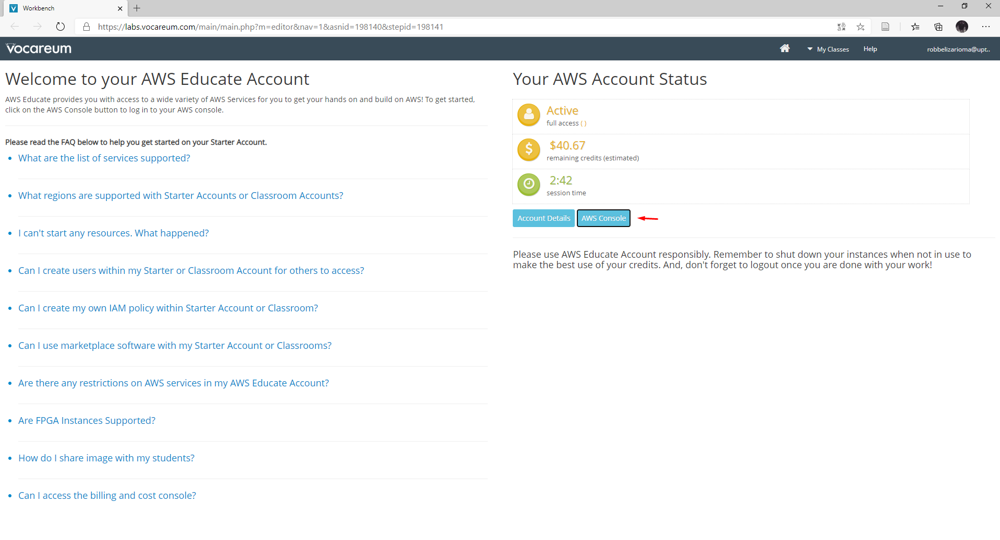 Workbench
https://labs.vocareum.com/main/main.php?m=editor&nav=1&asnid=198140&stepid=198141
vocareum
My Classes
Help
robbelizarioma@upt..
Welcome to your AWS Educate Account
AWS Educate provides you with access to a wide variety of AWS Services for you to get your hands on and build on AWS! To get started,
click on the AWS Console button to log in to your AWS console.
Please read the FAQ below to help you get started on your Starter Account.
What are the list of services supported?
What regions are supported with Starter Accounts or Classroom Accounts?
I can't start any resources. What happened?
Can I create users within my Starter or Classroom Account for others to access?
Can I create my own IAM policy within Starter Account or Classroom?
Can I use marketplace software with my Starter Account or Classrooms?
Are there any restrictions on AWS services in my AWS Educate Account?
Are FPGA Instances Supported?
How do I share image with my students?
Can I access the billing and cost console?
Your AWS Account Status
Active
full access ( )
$40.67
remaining credits (estimated)
2:42
session time
Account Details
AWS Console
Please use AWS Educate Account responsibly. Remember to shut down your instances when not in use to
make the best use of your credits. And, don't forget to logout once you are done with your work!